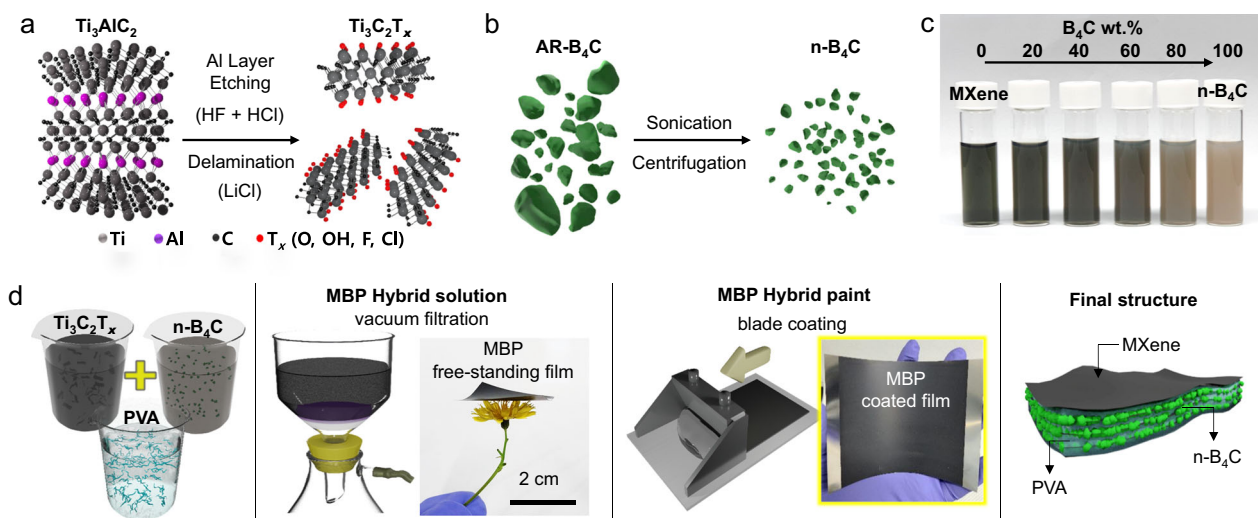 a
Ti₃AlC₂
Ti₃C₂Tₓ
Al Layer
Etching
(HF + HCl)
Delamination
(LiCl)
Ti Al C Tₓ (O, OH, F, Cl)
b
AR-B₄C
n-B₄C
Sonication
Centrifugation
c
B₄C wt.%
0 20 40 60 80 100
MXene
n-B₄C
d
Ti₃C₂Tₓ
n-B₄C
PVA
MBP Hybrid solution
vacuum filtration
MBP
free-standing film
2 cm
MBP Hybrid paint
blade coating
MBP
coated film
Final structure
MXene
n-B₄C
PVA